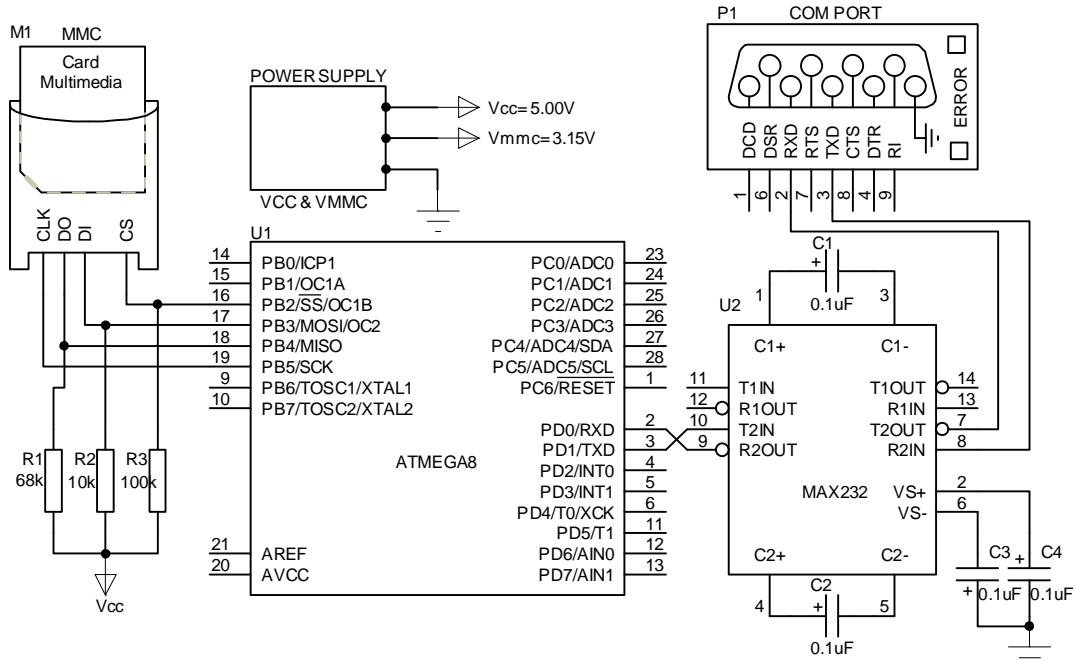 M1 MMC
Card
Multimedia
CLK
DO
DI
CS
POWER SUPPLY
Vcc=5.00V
Vmmc=3.15V
VCC & VMMC
P1 COM PORT
ERROR
DCD
DSR
RXD
RTS
TXD
CTS
DTR
RI
1
6
2
7
3
8
4
9
U1
14 PB0/ICP1
15 PB1/OC1A
16 PB2/SS/OC1B
17 PB3/MOSI/OC2
18 PB4/MISO
19 PB5/SCK
9 PB6/TOSC1/XTAL1
10 PB7/TOSC2/XTAL2
21 AREF
20 AVCC
ATMEGA8
PC0/ADC0 23
PC1/ADC1 24
PC2/ADC2 25
PC3/ADC3 26
PC4/ADC4/SDA 27
PC5/ADC5/SCL 28
PC6/RESET 1
PD0/RXD 2
PD1/TXD 3
PD2/INT0 4
PD3/INT1 5
PD4/T0/XCK 6
PD5/T1 11
PD6/AIN0 12
PD7/AIN1 13
R1
68k
R2
10k
R3
100k
Vcc
C1
+
0.1uF
1
3
U2
C1+ C1-
11 T1IN
12 R1OUT
10 T2IN
9 R2OUT
T1OUT 14
R1IN 13
T2OUT 7
R2IN 8
MAX232
VS+ 2
VS- 6
C2+ C2-
4
5
C2
+
0.1uF
C3
+
0.1uF
C4
+
0.1uF